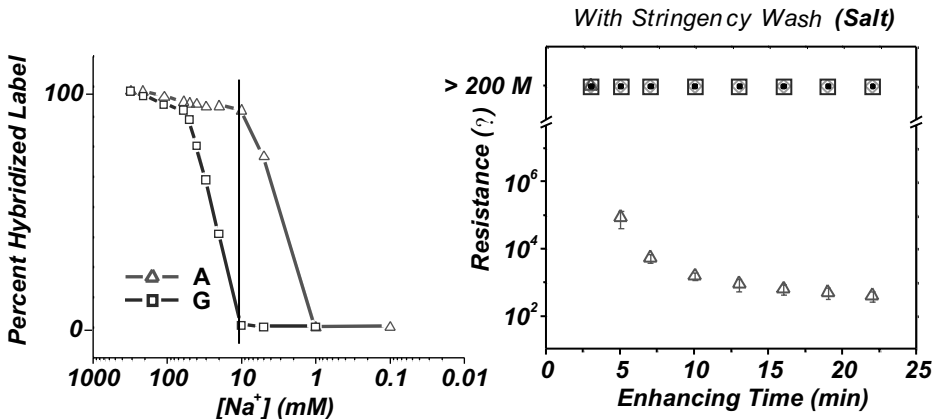 With Stringency Wash (Salt)
Percent Hybridized Label
100
0
A
G
1000 100 10 1 0.1 0.01
[Na+] (mM)
Resistance (?)
> 200 M
10^6
10^4
10^2
0 5 10 15 20 25
Enhancing Time (min)